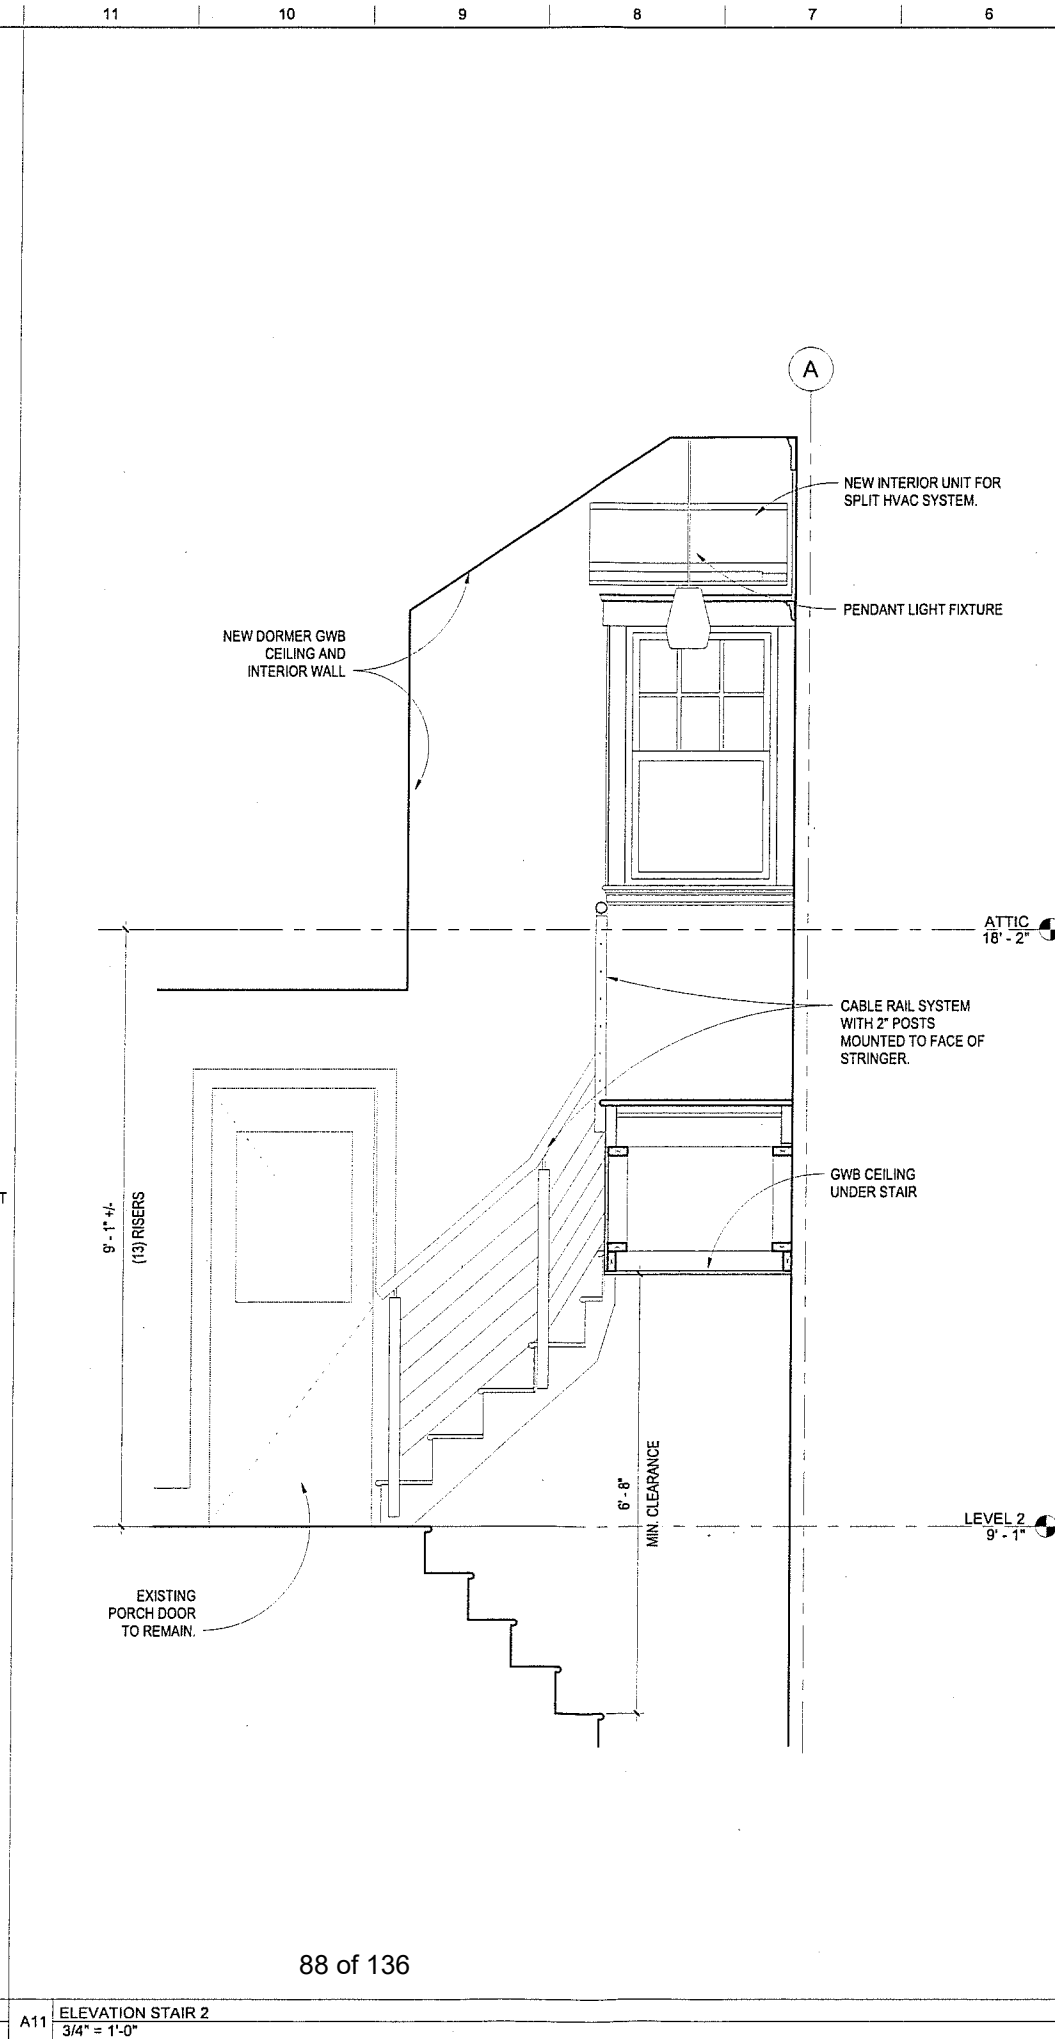 11 10 9 8 7 6
A
NEW INTERIOR UNIT FOR
SPLIT HVAC SYSTEM.
PENDANT LIGHT FIXTURE
NEW DORMER GWB
CEILING AND
INTERIOR WALL
ATTIC
18' - 2"
CABLE RAIL SYSTEM
WITH 2" POSTS
MOUNTED TO FACE OF
STRINGER.
GWB CEILING
UNDER STAIR
T
9' - 1" +/-
(13) RISERS
6' - 8"
MIN. CLEARANCE
LEVEL 2
9' - 1"
EXISTING
PORCH DOOR
TO REMAIN.
88 of 136
A11
ELEVATION STAIR 2
3/4" = 1'-0"